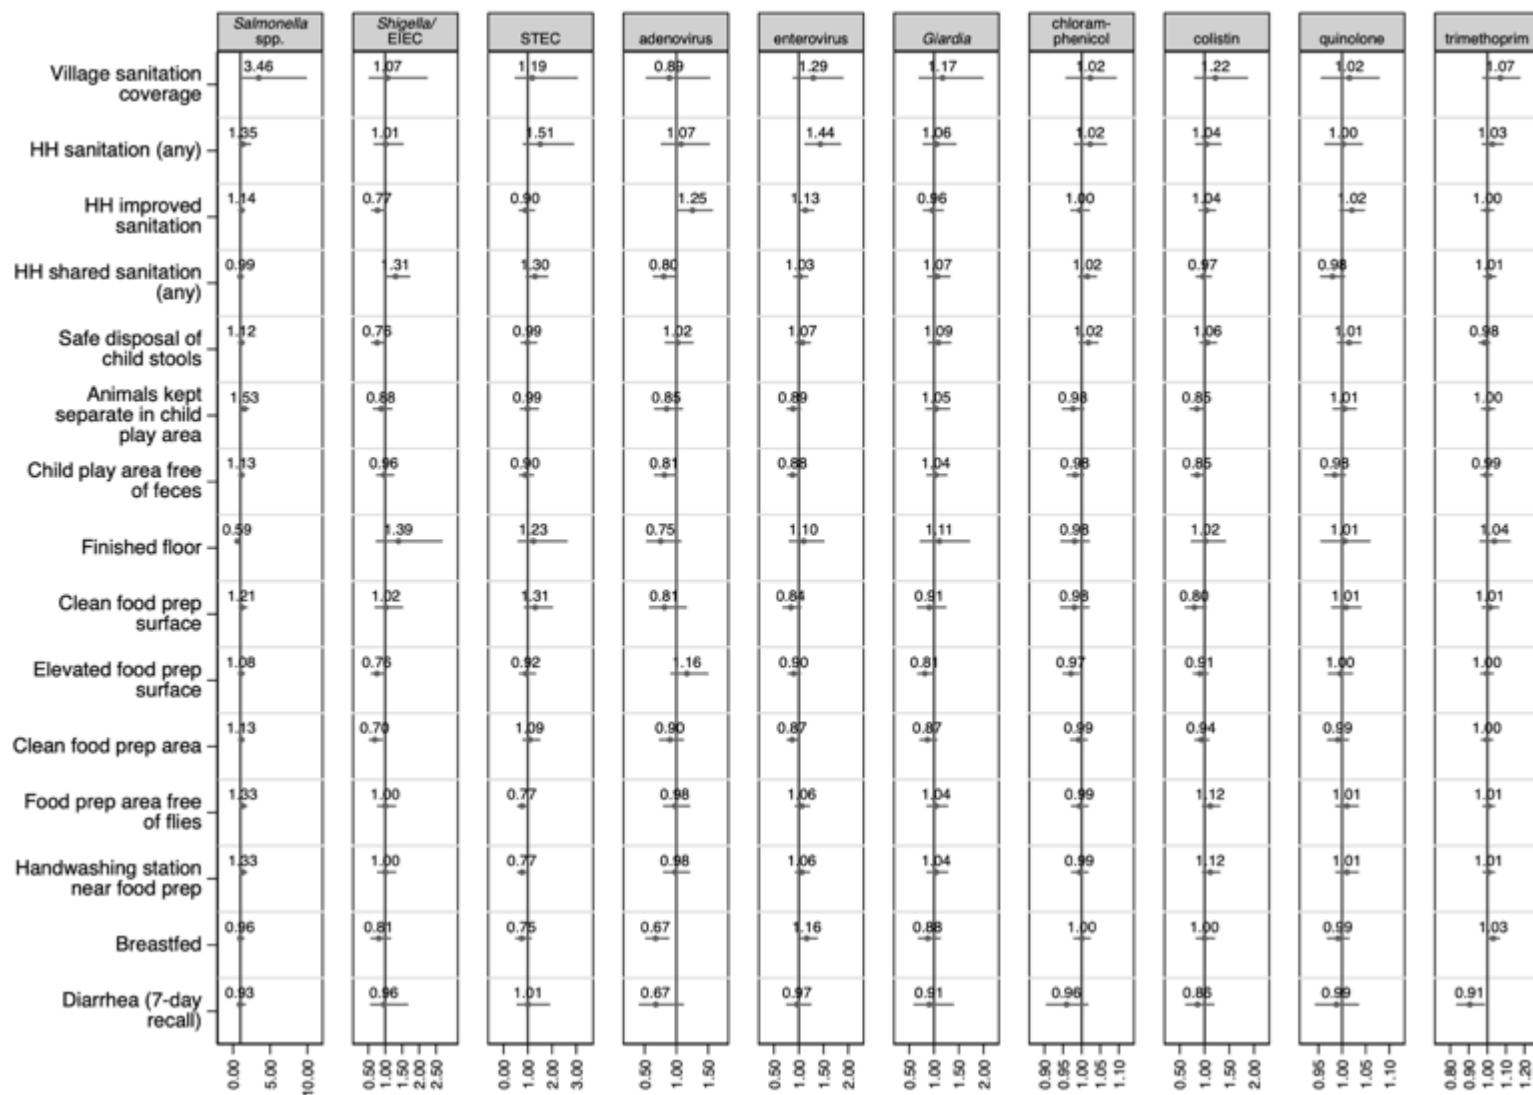 Salmonella spp. Shigella/ EIEC STEC adenovirus enterovirus Giardia chloram- phenicol colistin quinolone trimethoprim
Village sanitation coverage 3.46 1.07 1.19 0.89 1.29 1.17 1.02 1.22 1.02 1.07
HH sanitation (any) 1.35 1.01 1.51 1.07 1.44 1.06 1.02 1.04 1.00 1.03
HH improved sanitation 1.14 0.77 0.90 1.25 1.13 0.96 1.00 1.04 1.02 1.00
HH shared sanitation (any) 0.99 1.31 1.30 0.80 1.03 1.07 1.02 0.97 0.98 1.01
Safe disposal of child stools 1.12 0.76 0.99 1.02 1.07 1.09 1.02 1.06 1.01 0.98
Animals kept separate in child play area 1.53 0.88 0.99 0.85 0.89 1.05 0.98 0.85 1.01 1.00
Child play area free of feces 1.13 0.96 0.90 0.81 0.88 1.04 0.98 0.85 0.98 0.99
Finished floor 0.59 1.39 1.23 0.75 1.10 1.11 0.98 1.02 1.01 1.04
Clean food prep surface 1.21 1.02 1.31 0.81 0.84 0.91 0.98 0.80 1.01 1.01
Elevated food prep surface 1.08 0.76 0.92 1.16 0.90 0.81 0.97 0.91 1.00 1.00
Clean food prep area 1.13 0.70 1.09 0.90 0.87 0.87 0.99 0.94 0.99 1.00
Food prep area free of flies 1.33 1.00 0.77 0.98 1.06 1.04 0.99 1.12 1.01 1.01
Handwashing station near food prep 1.33 1.00 0.77 0.98 1.06 1.04 0.99 1.12 1.01 1.01
Breastfed 0.96 0.81 0.75 0.67 1.16 0.88 1.00 1.00 0.99 1.03
Diarrhea (7-day recall) 0.93 0.96 1.01 0.67 0.97 0.91 0.96 0.86 0.99 0.91
0.00 5.00 10.00 0.50 1.00 1.50 2.00 2.50 0.00 1.00 2.00 3.00 0.50 1.00 1.50 0.50 1.00 2.00 0.50 1.00 2.00 0.90 0.95 1.00 1.05 1.10 0.50 1.00 2.00 0.95 1.00 1.05 1.10 0.80 0.90 1.00 1.10 1.20